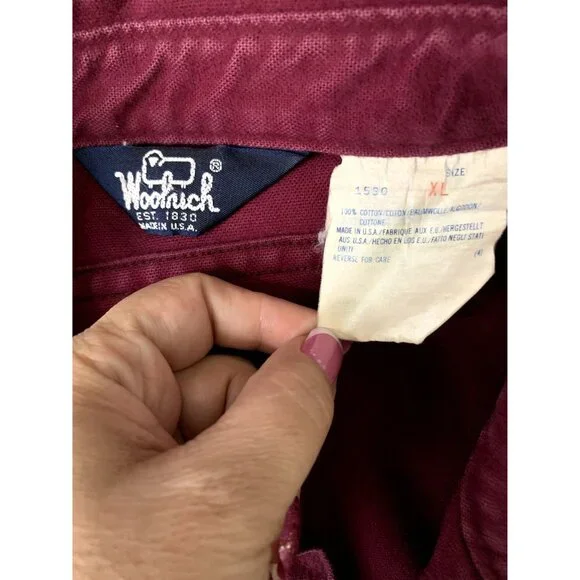 Woolrich®
EST. 1830
MADE IN U.S.A.
SIZE
1590 XL
100% COTTON/COTON/BAUMWOLLE/ALGODON/
COTTONE
MADE IN U.S.A./FABRIQUE AUX E.U./HERGESTELLT
AUS U.S.A./HECHO EN LOS E.U./FATTO NEGLI STATI
UNITI
REVERSE FOR CARE (4)